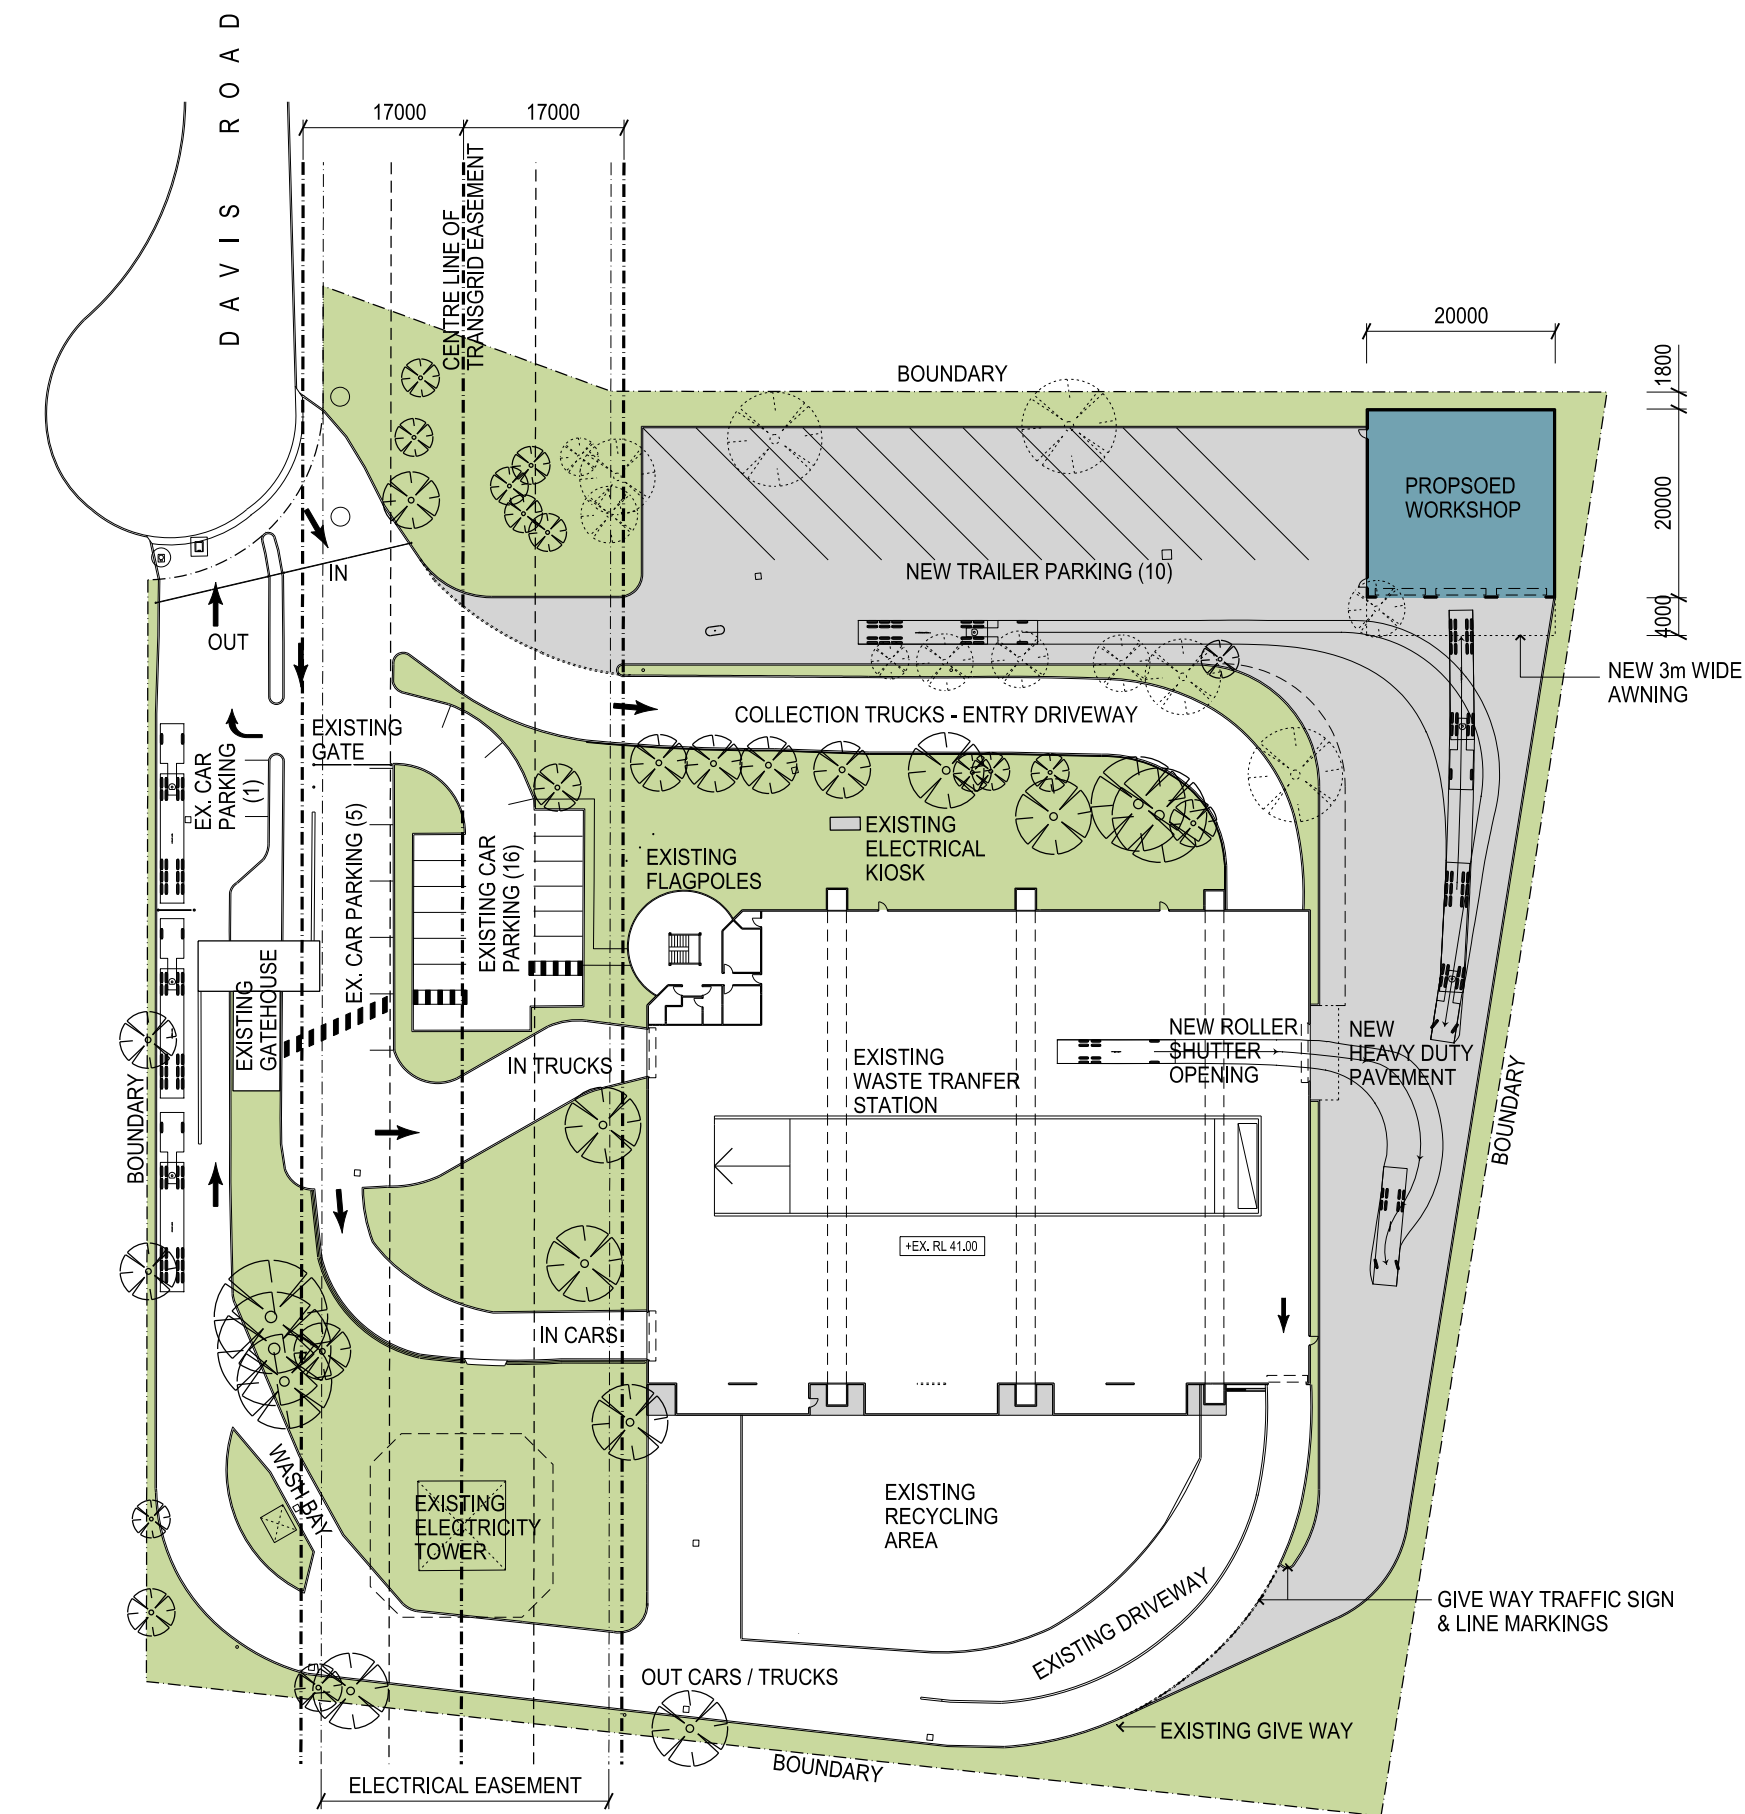 DAVIS ROAD
17000
17000
CENTRE LINE OF
TRANSGRID EASEMENT
20000
1800
20000
4000
BOUNDARY
PROPSOED
WORKSHOP
NEW TRAILER PARKING (10)
IN
OUT
NEW 3m WIDE
AWNING
COLLECTION TRUCKS - ENTRY DRIVEWAY
EXISTING
GATE
EX. CAR
PARKING
(1)
EX. CAR PARKING (5)
EXISTING CAR
PARKING (16)
EXISTING
FLAGPOLES
EXISTING
ELECTRICAL
KIOSK
EXISTING
GATEHOUSE
IN TRUCKS
EXISTING
WASTE TRANFER
STATION
NEW ROLLER
SHUTTER
OPENING
NEW
HEAVY DUTY
PAVEMENT
BOUNDARY
BOUNDARY
+EX. RL 41.00
IN CARS
WASH BAY
EXISTING
ELECTRICITY
TOWER
EXISTING
RECYCLING
AREA
EXISTING DRIVEWAY
GIVE WAY TRAFFIC SIGN
& LINE MARKINGS
OUT CARS / TRUCKS
EXISTING GIVE WAY
BOUNDARY
ELECTRICAL EASEMENT